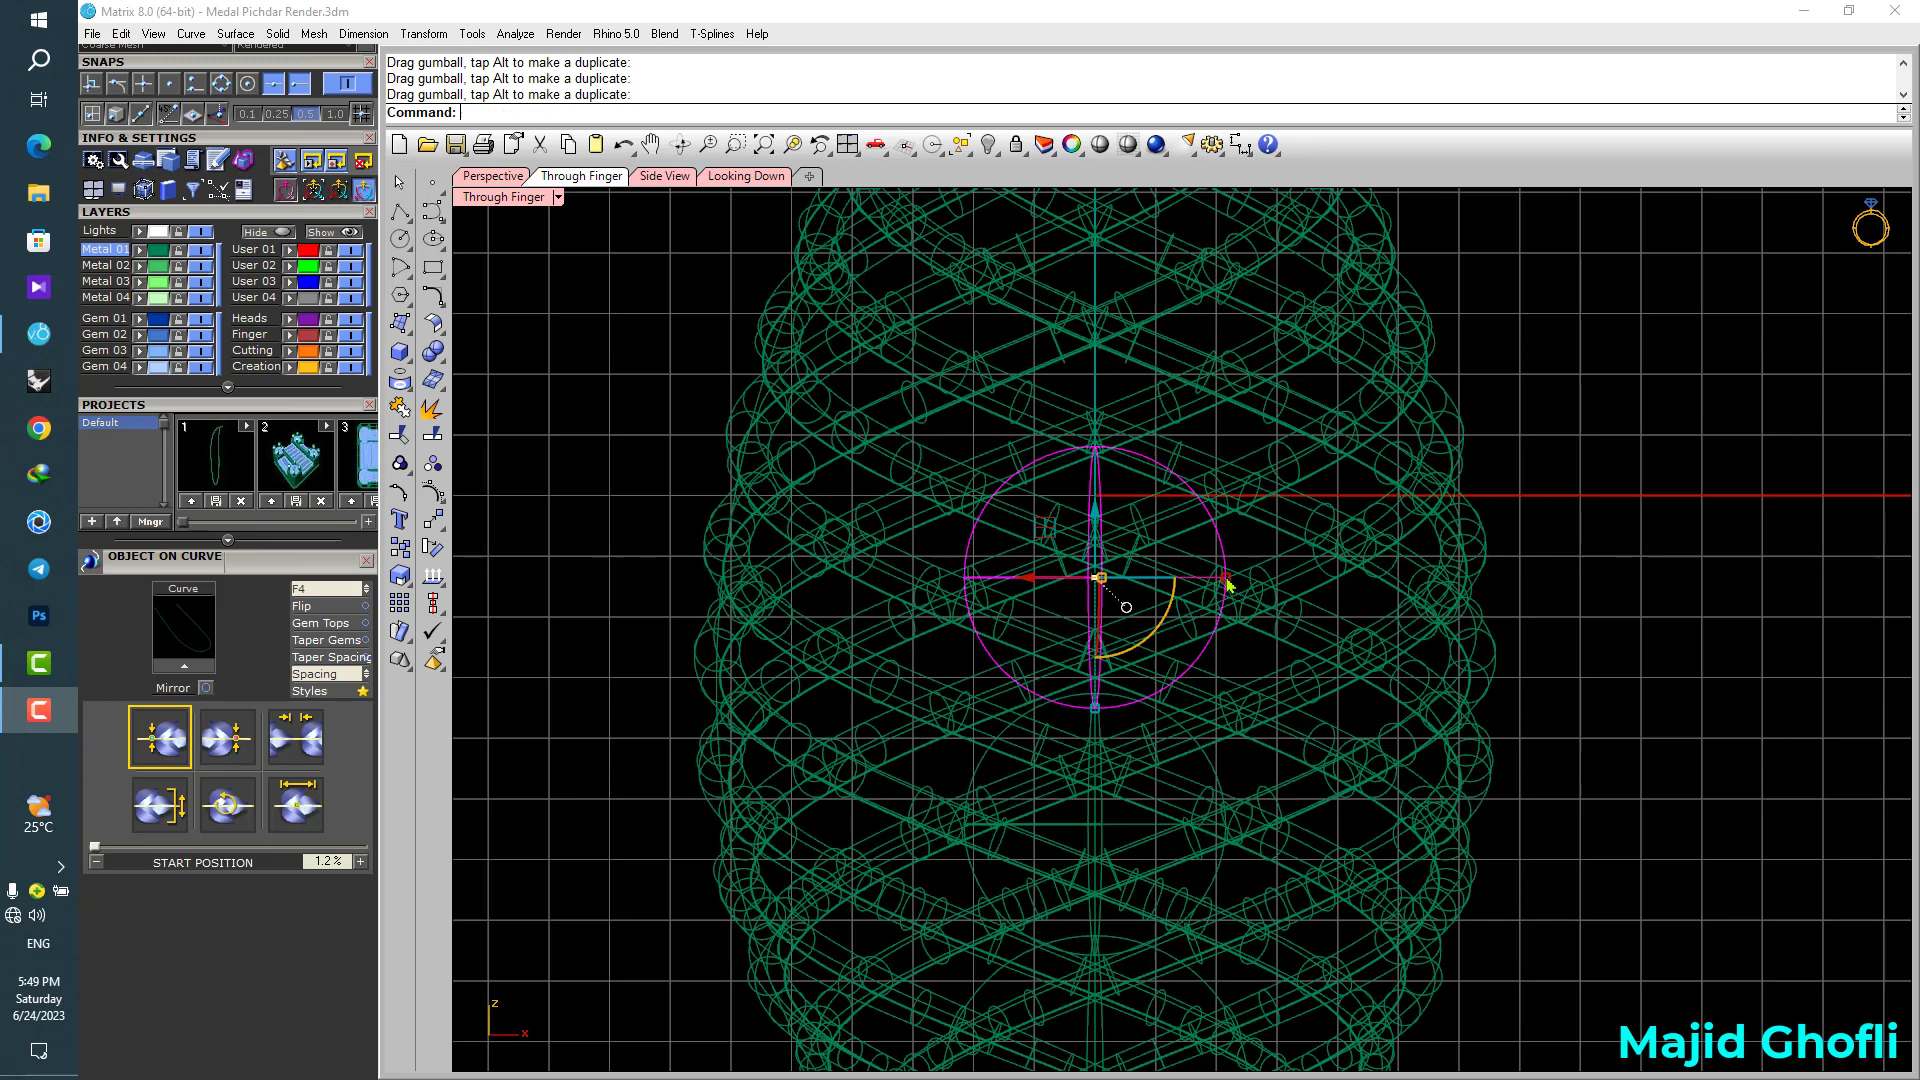 Matrix 8.0 (64-bit) - Medal Pichdar Render.3dm
File Edit View Curve Surface Solid Mesh Dimension Transform Tools Analyze Render Rhino 5.0 Blend T-Splines Help
Coarse Mesh Rendered
SNAPS
0.1 0.25 0.5 1.0
INFO & SETTINGS
LAYERS
Lights Hide Show
Metal 01 User 01
Metal 02 User 02
Metal 03 User 03
Metal 04 User 04
Gem 01 Heads
Gem 02 Finger
Gem 03 Cutting
Gem 04 Creation
PROJECTS
Default
1 2 3
Mngr
OBJECT ON CURVE
Curve
F4
Flip
Gem Tops
Taper Gems
Taper Spacing
Spacing
Mirror
Styles
START POSITION 1.2 %
Drag gumball, tap Alt to make a duplicate:
Drag gumball, tap Alt to make a duplicate:
Drag gumball, tap Alt to make a duplicate:
Command:
Perspective Through Finger Side View Looking Down
Through Finger
z
x
Majid Ghofli
Ps
25°C
ENG
5:49 PM
Saturday
6/24/2023